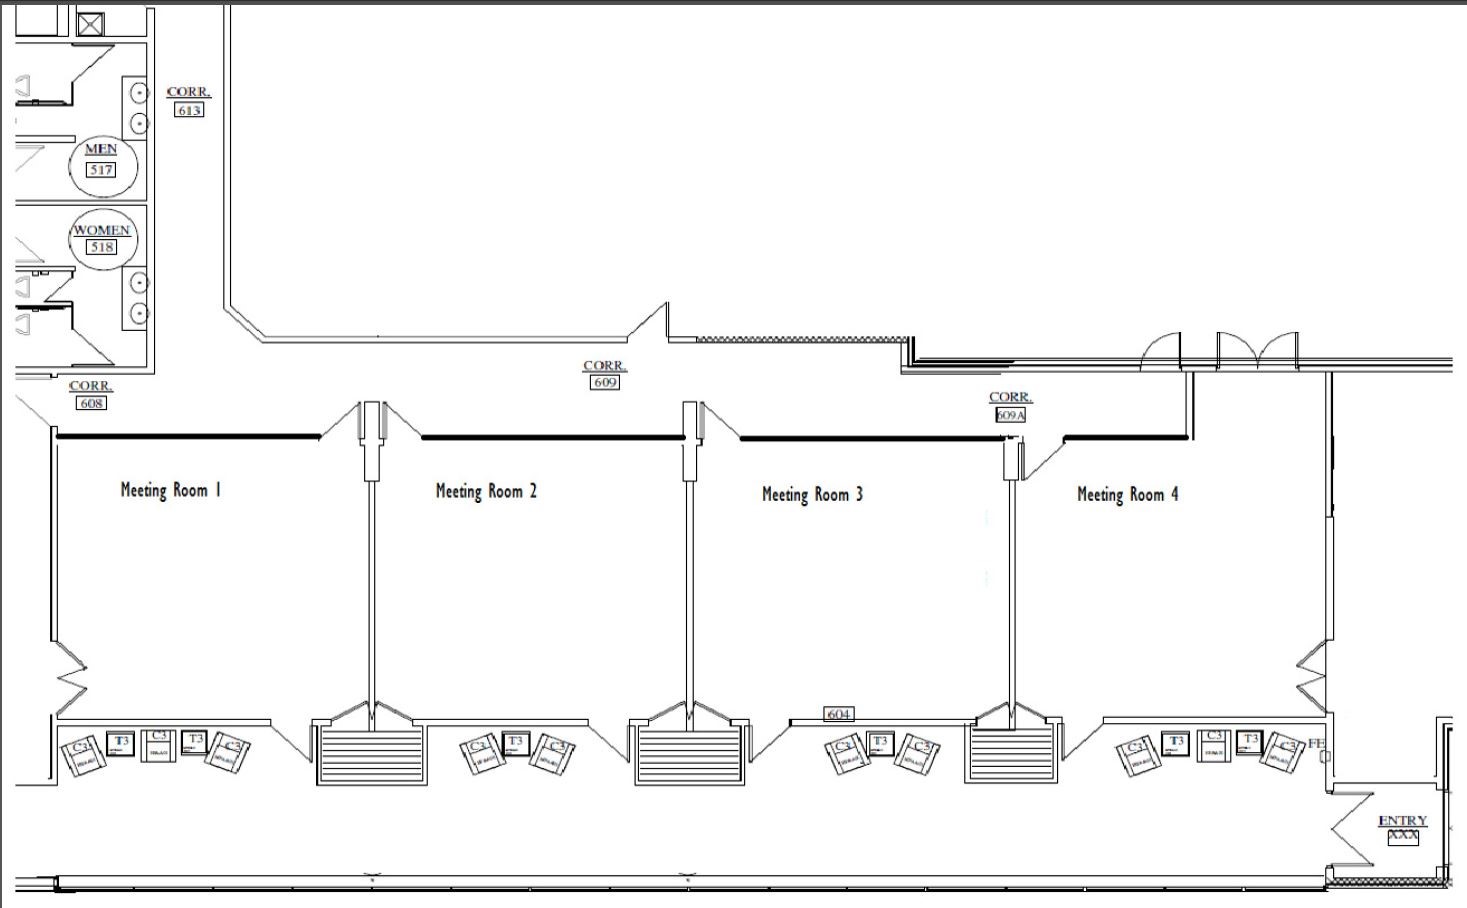 CORR.
613
MEN
517
WOMEN
518
CORR.
609
CORR.
608
CORR.
609A
Meeting Room 1
Meeting Room 2
Meeting Room 3
Meeting Room 4
604
C3 T3 C3 T3 C3
C3 T3 C3
C3 T3 C3
C3 T3 C3 T3 C3 FE
ENTRY
XXX